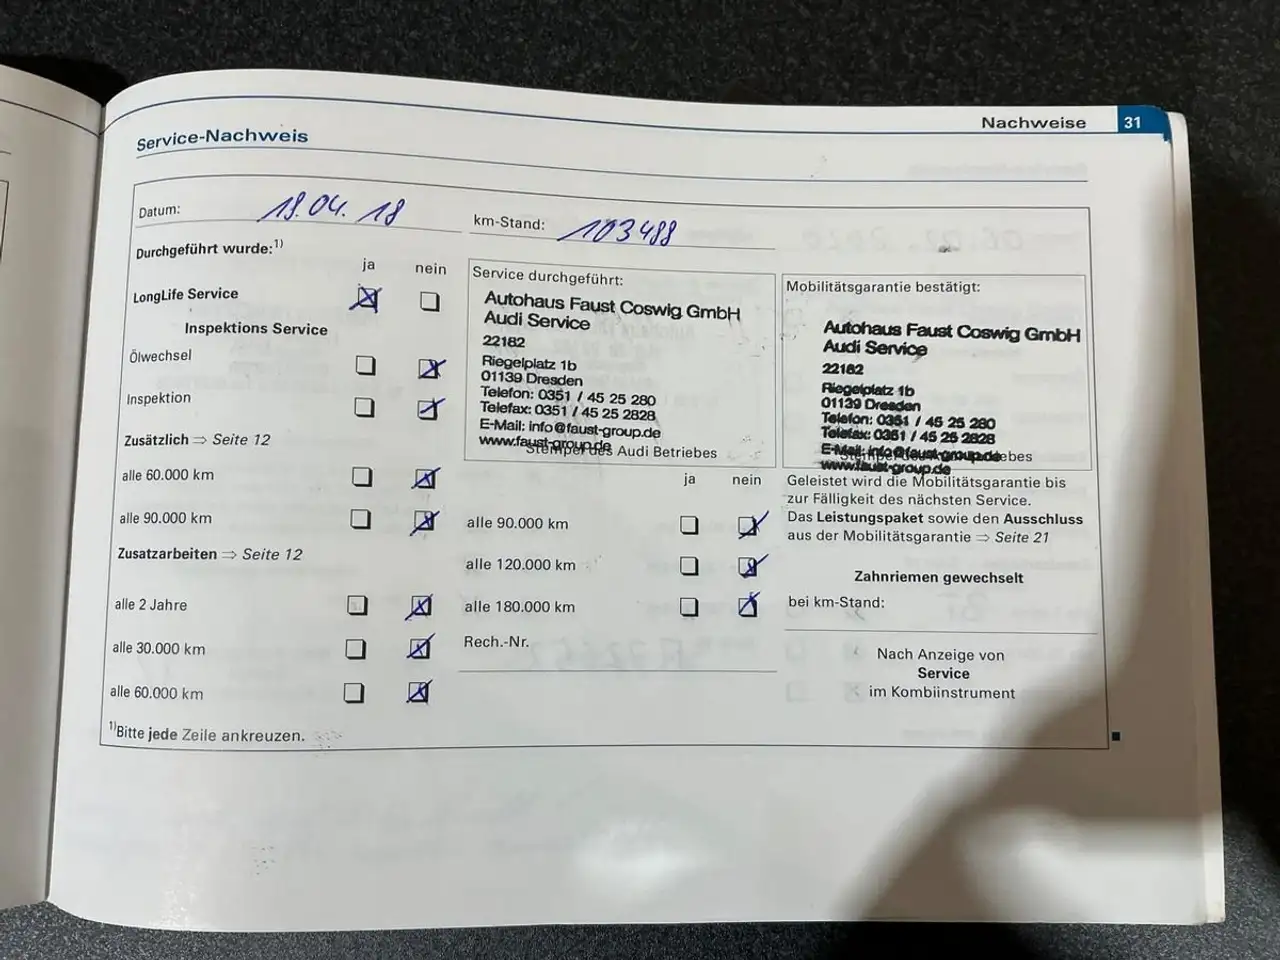 Nachweise 31
Service-Nachweis
Datum: 18.04.18
km-Stand: 103488
Durchgeführt wurde:1)
ja nein
LongLife Service
Inspektions Service
Ölwechsel
Inspektion
Zusätzlich ⇒ Seite 12
alle 60.000 km
alle 90.000 km
Zusatzarbeiten ⇒ Seite 12
alle 2 Jahre
alle 30.000 km
alle 60.000 km
1)Bitte jede Zeile ankreuzen.
Service durchgeführt:
Autohaus Faust Coswig GmbH
Audi Service
22182
Riegelplatz 1b
01139 Dresden
Telefon: 0351 / 45 25 280
Telefax: 0351 / 45 25 2828
E-Mail: info@faust-group.de
www.faust-group.de
Stempel des Audi Betriebes
ja nein
alle 90.000 km
alle 120.000 km
alle 180.000 km
Rech.-Nr.
Mobilitätsgarantie bestätigt:
Autohaus Faust Coswig GmbH
Audi Service
22182
Riegelplatz 1b
01139 Dresden
Telefon: 0351 / 45 25 280
Telefax: 0351 / 45 25 2828
E-Mail: info@faust-group.de
www.faust-group.de
Geleistet wird die Mobilitätsgarantie bis
zur Fälligkeit des nächsten Service.
Das Leistungspaket sowie den Ausschluss
aus der Mobilitätsgarantie ⇒ Seite 21
Zahnriemen gewechselt
bei km-Stand:
Nach Anzeige von
Service
im Kombiinstrument